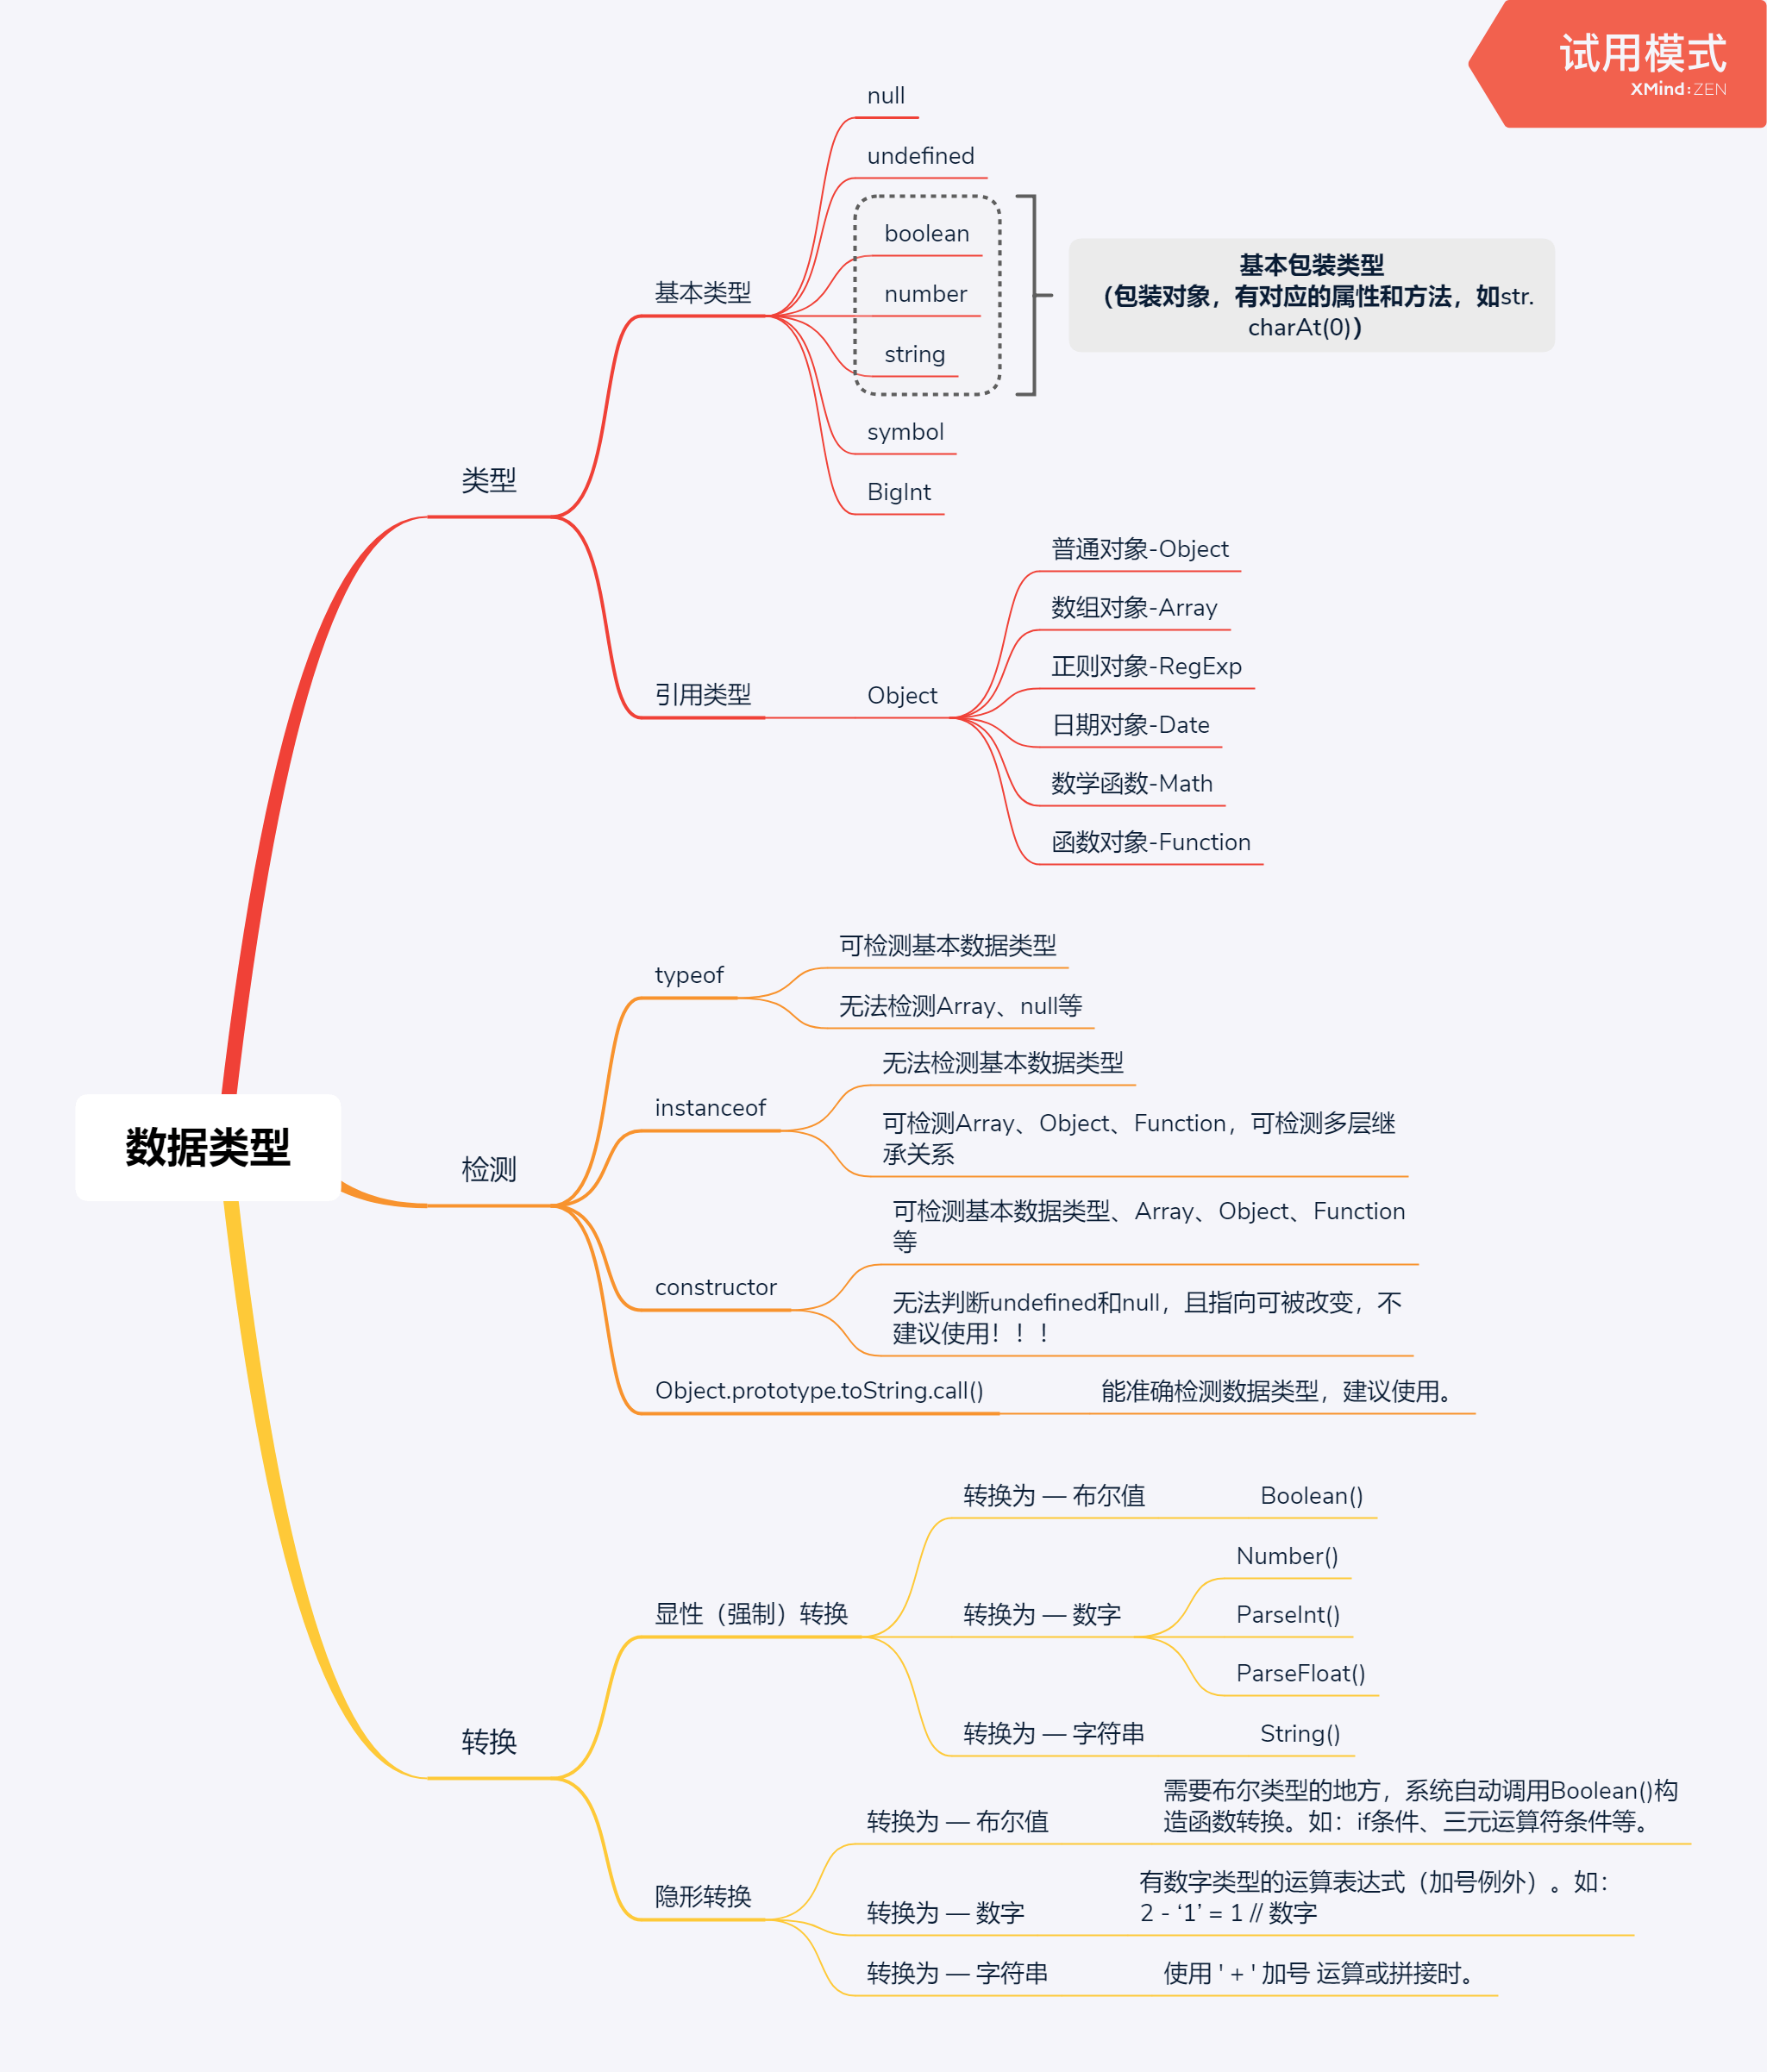 试用模式
XMind:ZEN
数据类型
类型
基本类型
null
undefined
boolean
number
string
基本包装类型
（包装对象，有对应的属性和方法，如str.
charAt(0)）
symbol
BigInt
引用类型
Object
普通对象-Object
数组对象-Array
正则对象-RegExp
日期对象-Date
数学函数-Math
函数对象-Function
检测
typeof
可检测基本数据类型
无法检测Array、null等
instanceof
无法检测基本数据类型
可检测Array、Object、Function，可检测多层继
承关系
constructor
可检测基本数据类型、Array、Object、Function
等
无法判断undefined和null，且指向可被改变，不
建议使用！！！
Object.prototype.toString.call()
能准确检测数据类型，建议使用。
转换
显性（强制）转换
转换为 — 布尔值
Boolean()
转换为 — 数字
Number()
ParseInt()
ParseFloat()
转换为 — 字符串
String()
隐形转换
转换为 — 布尔值
需要布尔类型的地方，系统自动调用Boolean()构
造函数转换。如：if条件、三元运算符条件等。
转换为 — 数字
有数字类型的运算表达式（加号例外）。如：
2 - ‘1’ = 1 // 数字
转换为 — 字符串
使用 ' + ' 加号 运算或拼接时。